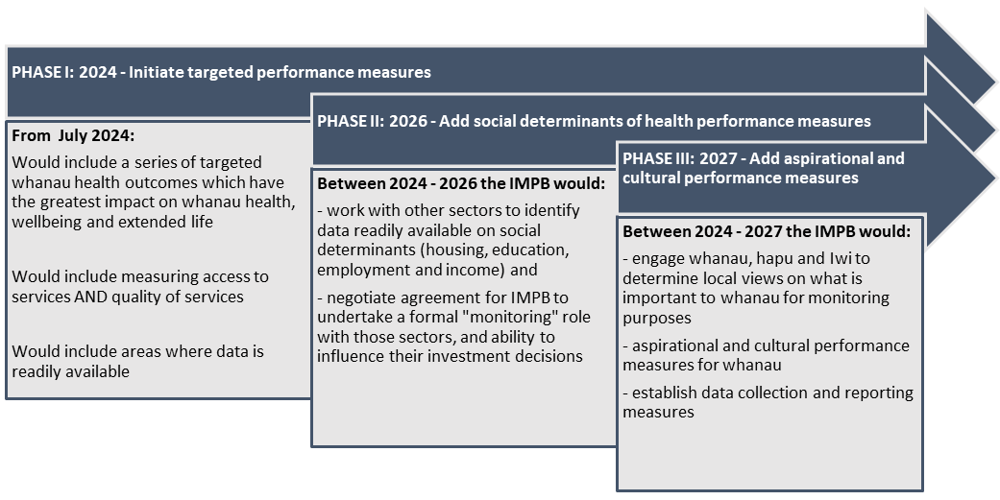 PHASE I: 2024 - Initiate targeted performance measures
From  July 2024:
Would include a series of targeted
whanau health outcomes which have
the greatest impact on whanau health,
wellbeing and extended life
Would include measuring access to
services AND quality of services
Would include areas where data is
readily available
PHASE II: 2026 - Add social determinants of health performance measures
Between 2024 - 2026 the IMPB would:
- work with other sectors to identify
data readily available on social
determinants (housing, education,
employment and income) and
- negotiate agreement for IMPB to
undertake a formal "monitoring" role
with those sectors, and ability to
influence their investment decisions
PHASE III: 2027 - Add aspirational and
cultural performance measures
Between 2024 - 2027 the IMPB would:
- engage whanau, hapu and Iwi to
determine local views on what is
important to whanau for monitoring
purposes
- aspirational and cultural performance
measures for whanau
- establish data collection and reporting
measures